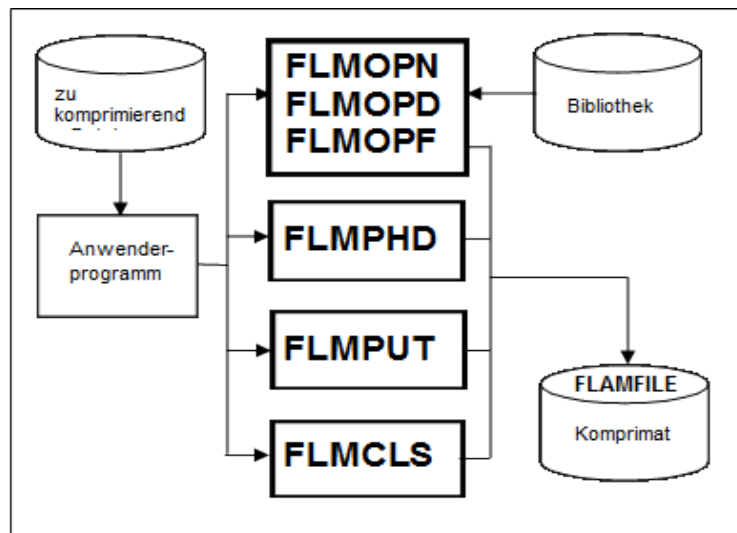 zu
komprimierend
FLMOPN
FLMOPD
FLMOPF
Bibliothek
Anwender-
programm
FLMPHD
FLMPUT
FLMCLS
FLAMFILE
Komprimat